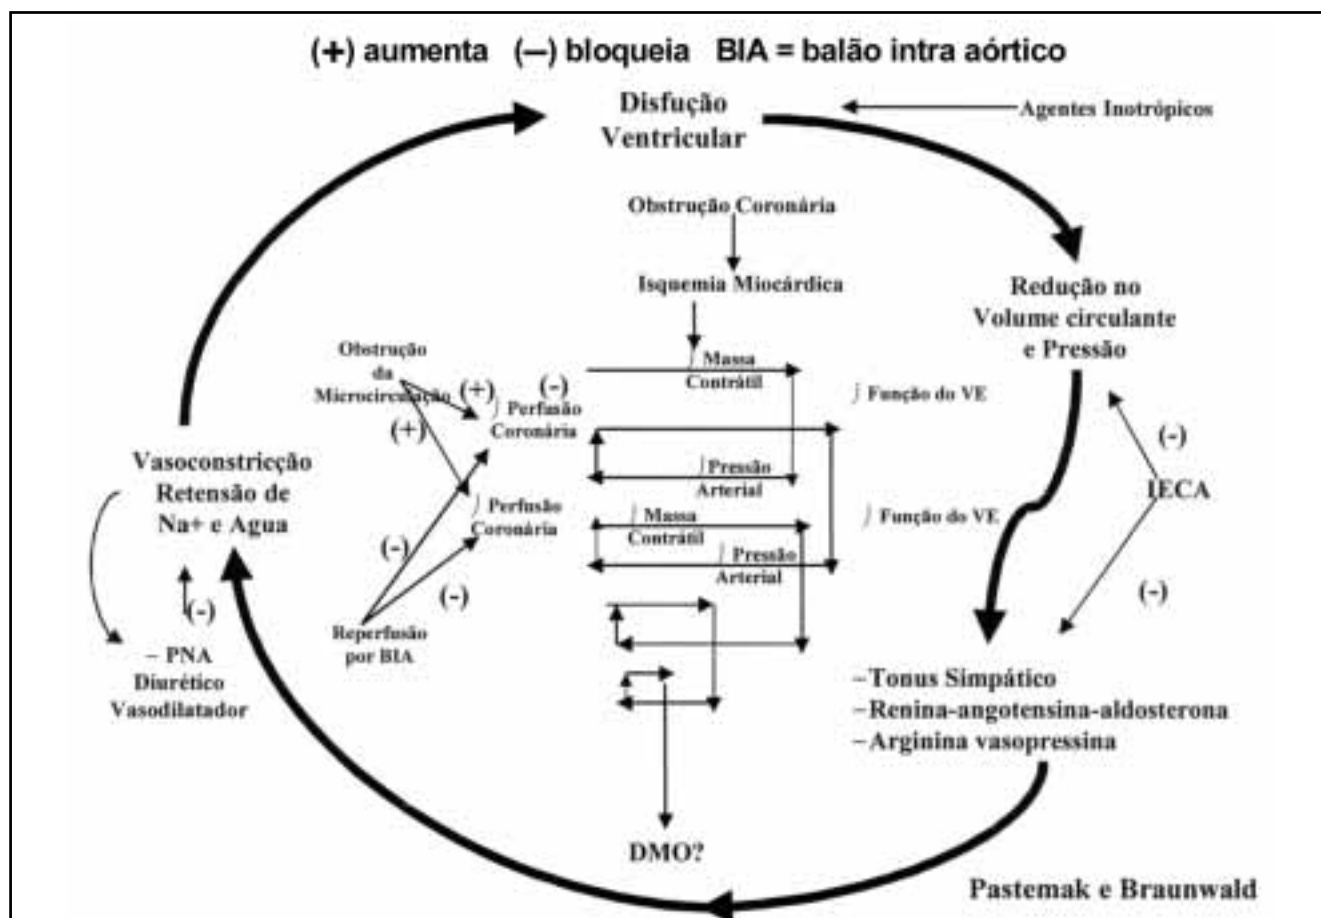 (+) aumenta (–) bloqueia BIA = balão intra aórtico
Disfução
Ventricular
Agentes Inotrópicos
Obstrução Coronária
Isquemia Miocárdica
Redução no
Volume circulante
e Pressão
Obstrução
da
Microcirculação
(+)
(+)
(-)
⌡ Massa
Contrátil
⌡ Função do VE
⌡ Perfusão
Coronária
⌡ Pressão
Arterial
(-)
IECA
(-)
Vasoconstricção
Retensão de
Na+ e Agua
⌡ Perfusão
Coronária
⌡ Massa
Contrátil
⌡ Função do VE
⌡ Pressão
Arterial
(-)
(-)
(-)
Reperfusão
por BIA
– PNA
Diurético
Vasodilatador
– Tonus Simpático
– Renina-angotensina-aldosterona
– Arginina vasopressina
DMO?
Pastemak e Braunwald